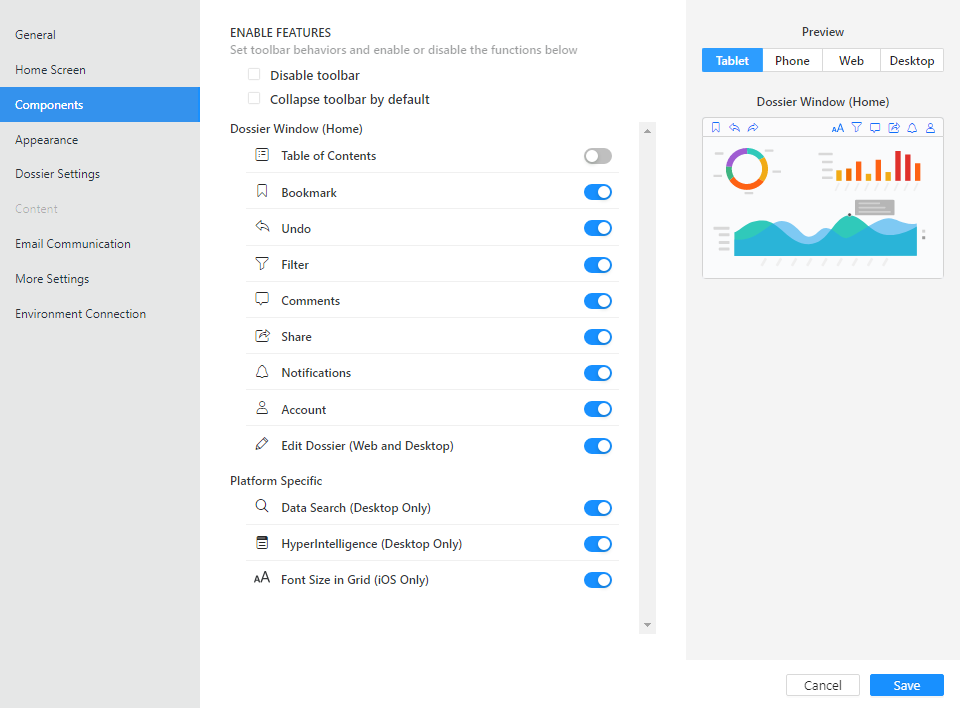 General
Home Screen
Components
Appearance
Dossier Settings
Content
Email Communication
More Settings
Environment Connection
ENABLE FEATURES
Set toolbar behaviors and enable or disable the functions below
Disable toolbar
Collapse toolbar by default
Dossier Window (Home)
Table of Contents
Bookmark
Undo
Filter
Comments
Share
Notifications
Account
Edit Dossier (Web and Desktop)
Platform Specific
Data Search (Desktop Only)
HyperIntelligence (Desktop Only)
AA Font Size in Grid (iOS Only)
Preview
Tablet Phone Web Desktop
Dossier Window (Home)
AA
Cancel Save